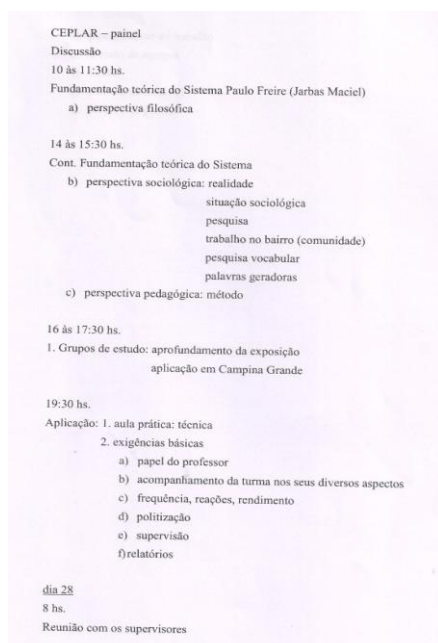 CEPLAR – painel
Discussão
10 às 11:30 hs.
Fundamentação teórica do Sistema Paulo Freire (Jarbas Maciel)
a) perspectiva filosófica
14 às 15:30 hs.
Cont. Fundamentação teórica do Sistema
b) perspectiva sociológica: realidade
situação sociológica
pesquisa
trabalho no bairro (comunidade)
pesquisa vocabular
palavras geradoras
c) perspectiva pedagógica: método
16 às 17:30 hs.
1. Grupos de estudo: aprofundamento da exposição
aplicação em Campina Grande
19:30 hs.
Aplicação: 1. aula prática: técnica
2. exigências básicas
a) papel do professor
b) acompanhamento da turma nos seus diversos aspectos
c) frequência, reações, rendimento
d) politização
e) supervisão
f)relatórios
dia 28
8 hs.
Reunião com os supervisores